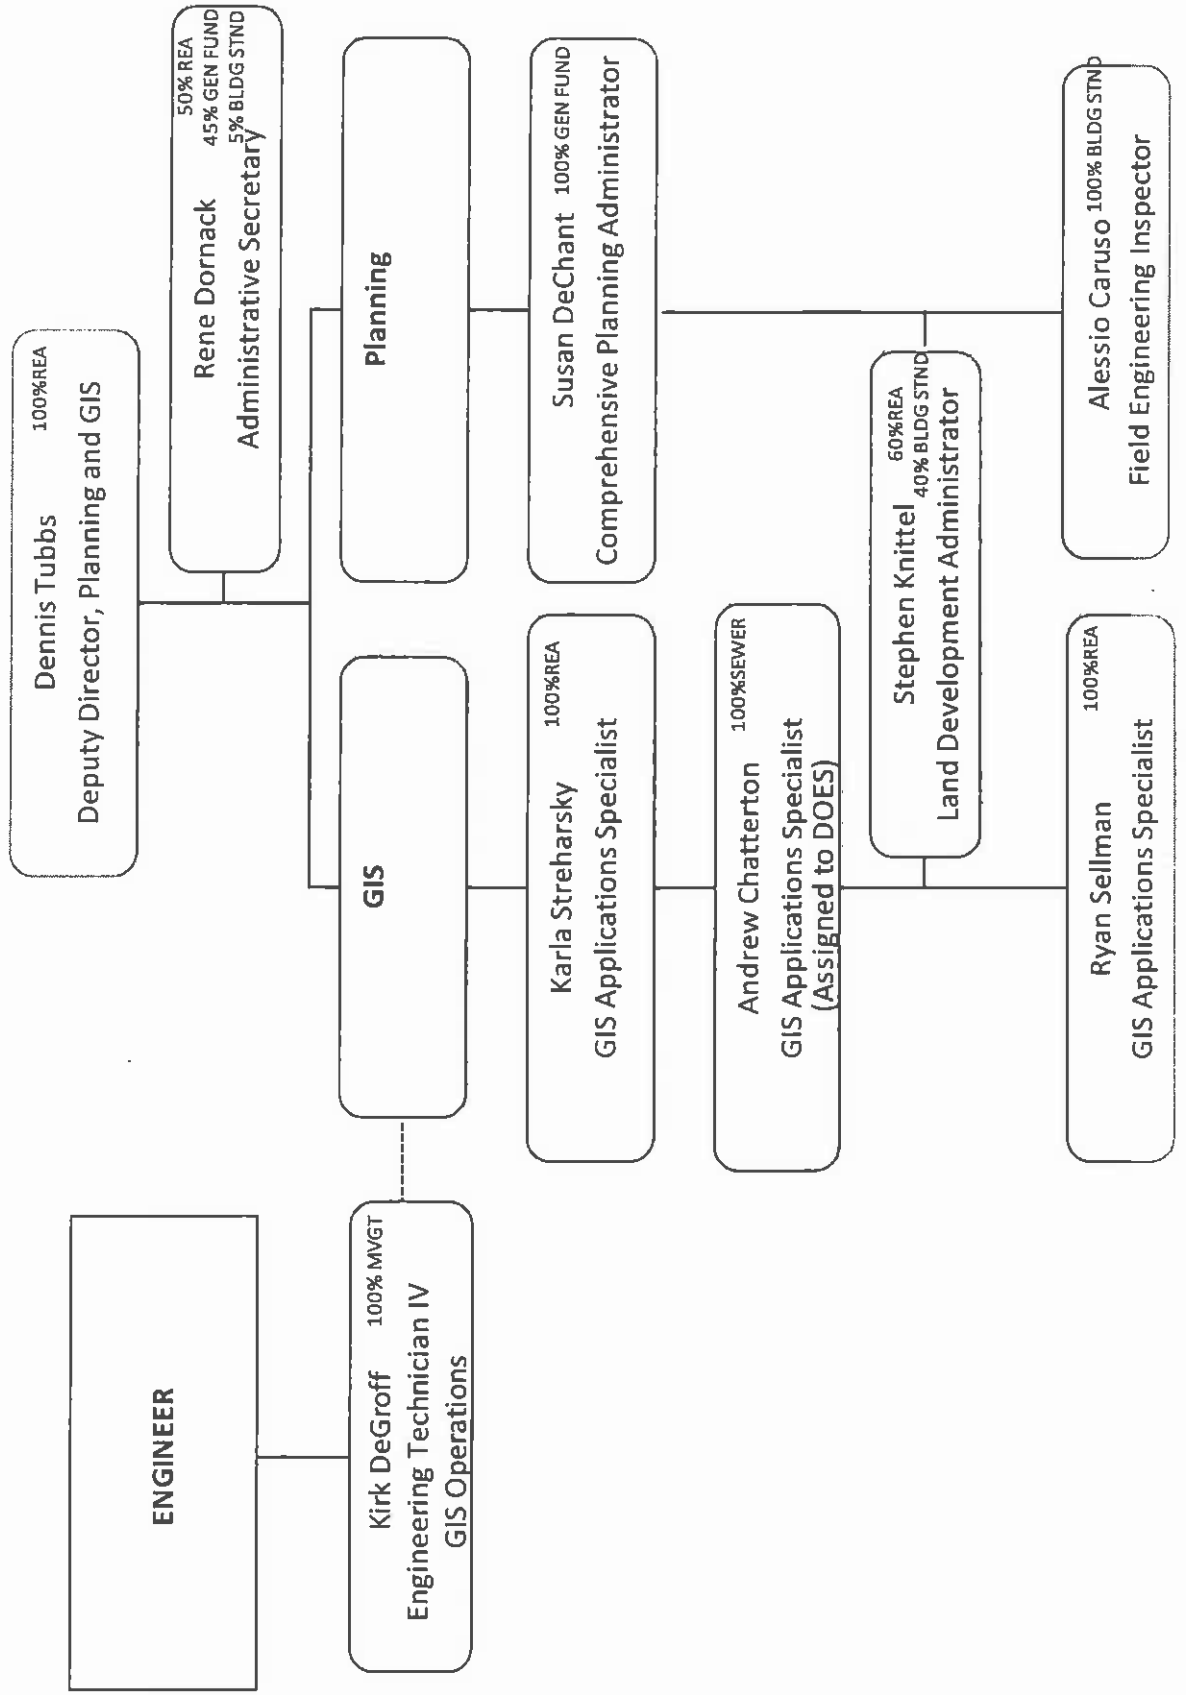 ENGINEER
Kirk DeGroff 100% MVGT
Engineering Technician IV
GIS Operations
Dennis Tubbs 100%REA
Deputy Director, Planning and GIS
50% REA
Rene Dornack 45% GEN FUND
5% BLDG STND
Administrative Secretary
GIS
Planning
Karla Streharsky 100%REA
GIS Applications Specialist
Susan DeChant 100% GEN FUND
Comprehensive Planning Administrator
Andrew Chatterton 100%SEWER
GIS Applications Specialist
(Assigned to DOES)
60%REA
Stephen Knittel 40% BLDG STND
Land Development Administrator
Ryan Sellman 100%REA
GIS Applications Specialist
Alessio Caruso 100% BLDG STND
Field Engineering Inspector